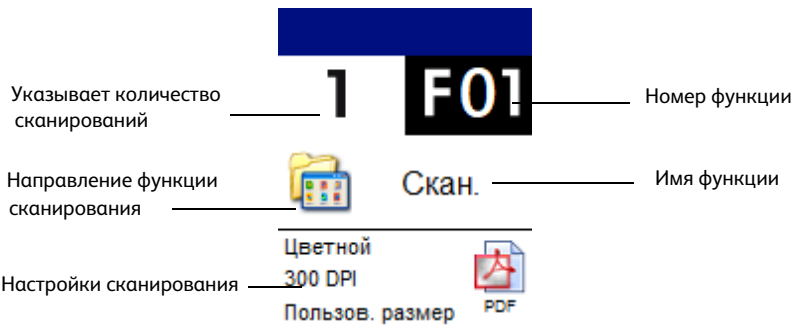 1
F01
Указывает количество
сканирований
Номер функции
Направление функции
сканирования
Скан.
Имя функции
Настройки сканирования
Цветной
300 DPI
Пользов. размер
PDF